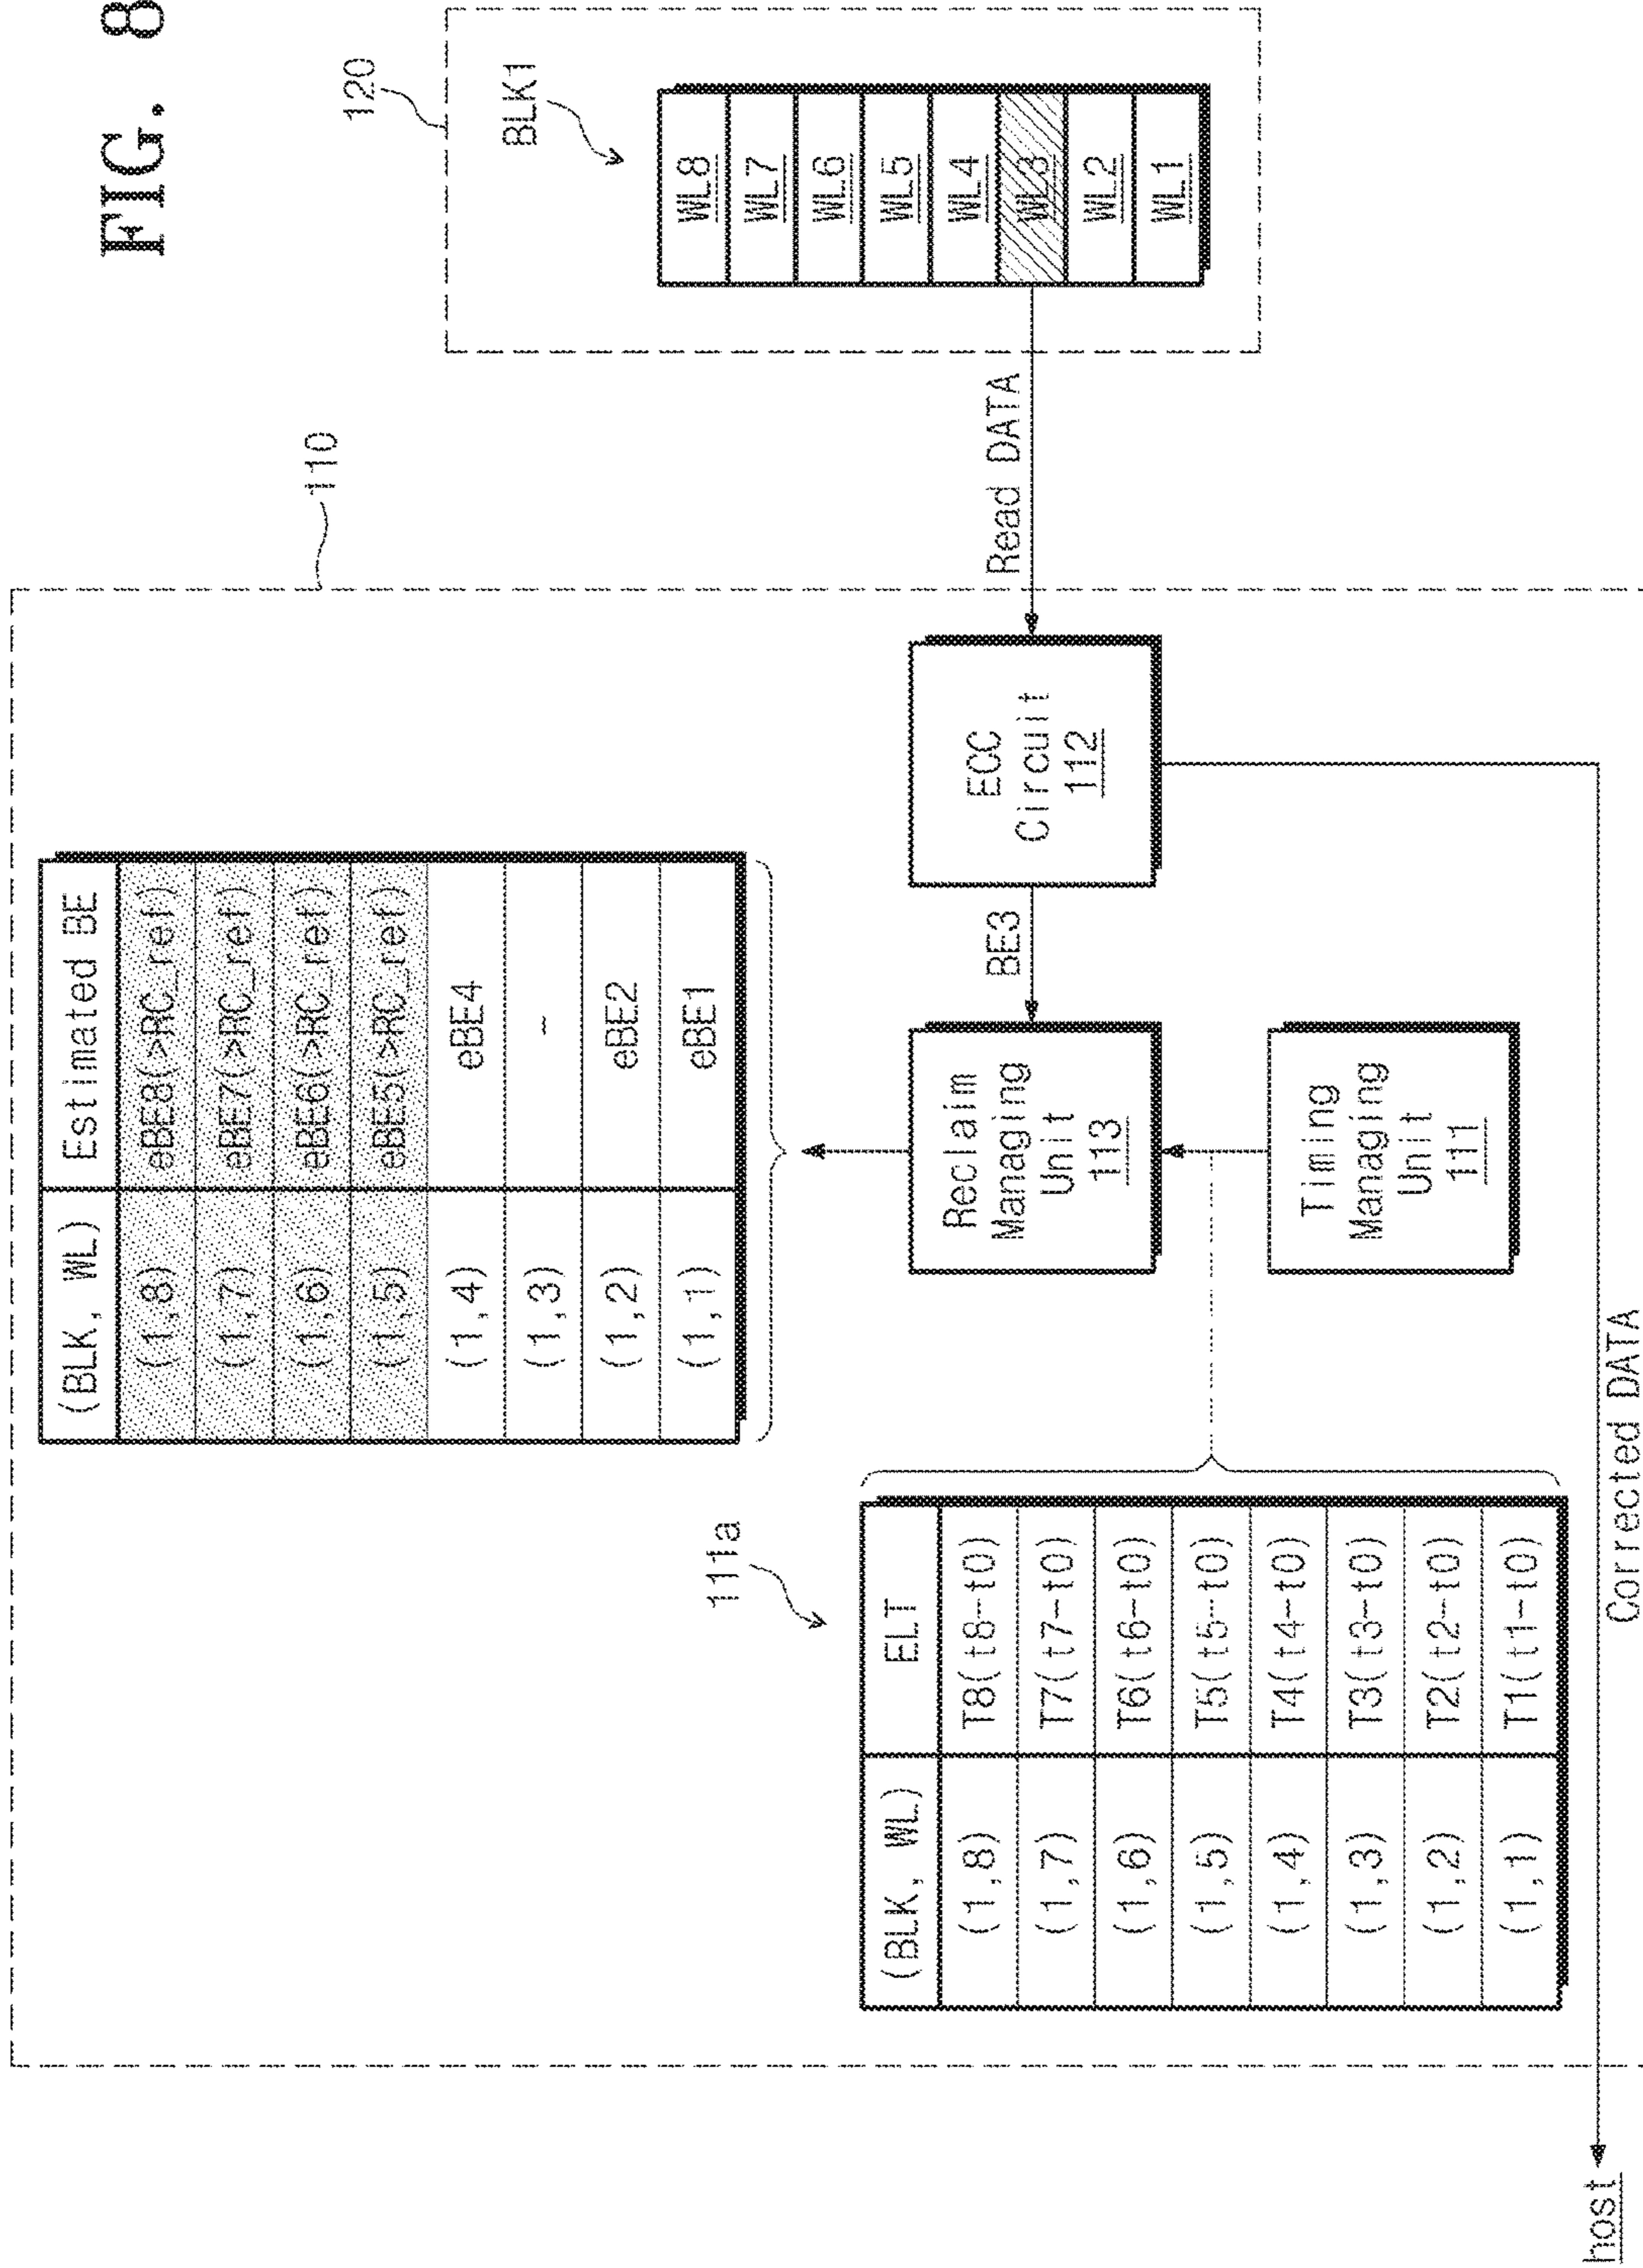 FIG. 8
110
(BLK, WL) Estimated BE
(1,8) eBE8(>RC_ref)
(1,7) eBE7(>RC_ref)
(1,6) eBE6(>RC_ref)
(1,5) eBE5(>RC_ref)
(1,4) eBE4
(1,3) -
(1,2) eBE2
(1,1) eBE1
120
BLK1
WL8
WL7
WL6
WL5
WL4
WL3
WL2
WL1
Read DATA
ECC
Circuit
112
BE3
Reclaim
Managing
Unit
113
Timing
Managing
Unit
111
111a
(BLK, WL) ELT
(1,8) T8(t8-t0)
(1,7) T7(t7-t0)
(1,6) T6(t6-t0)
(1,5) T5(t5-t0)
(1,4) T4(t4-t0)
(1,3) T3(t3-t0)
(1,2) T2(t2-t0)
(1,1) T1(t1-t0)
Corrected DATA
host